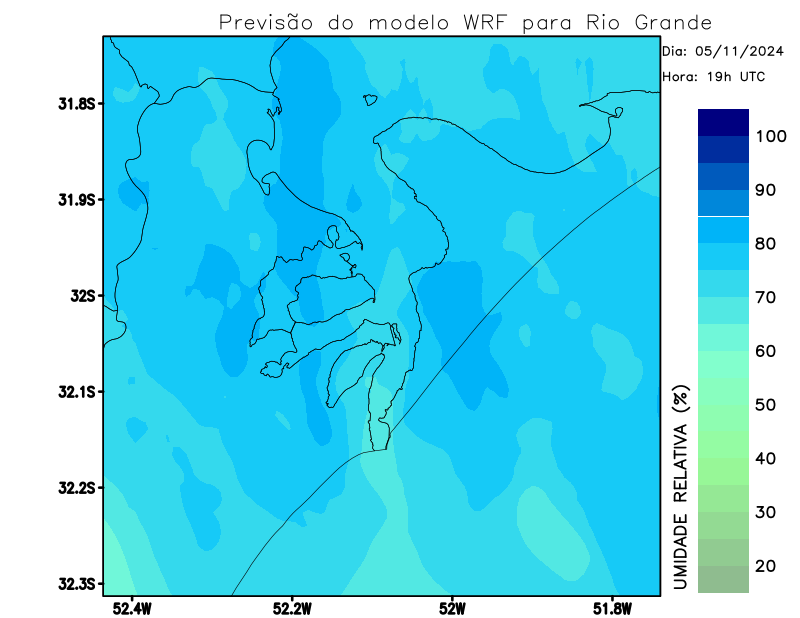 Previsão do modelo WRF para Rio Grande
Dia: 05/11/2024
Hora: 19h UTC
31.8S
31.9S
32S
32.1S
32.2S
32.3S
52.4W
52.2W
52W
51.8W
100
90
80
70
60
50
40
30
20
UMIDADE RELATIVA (%)